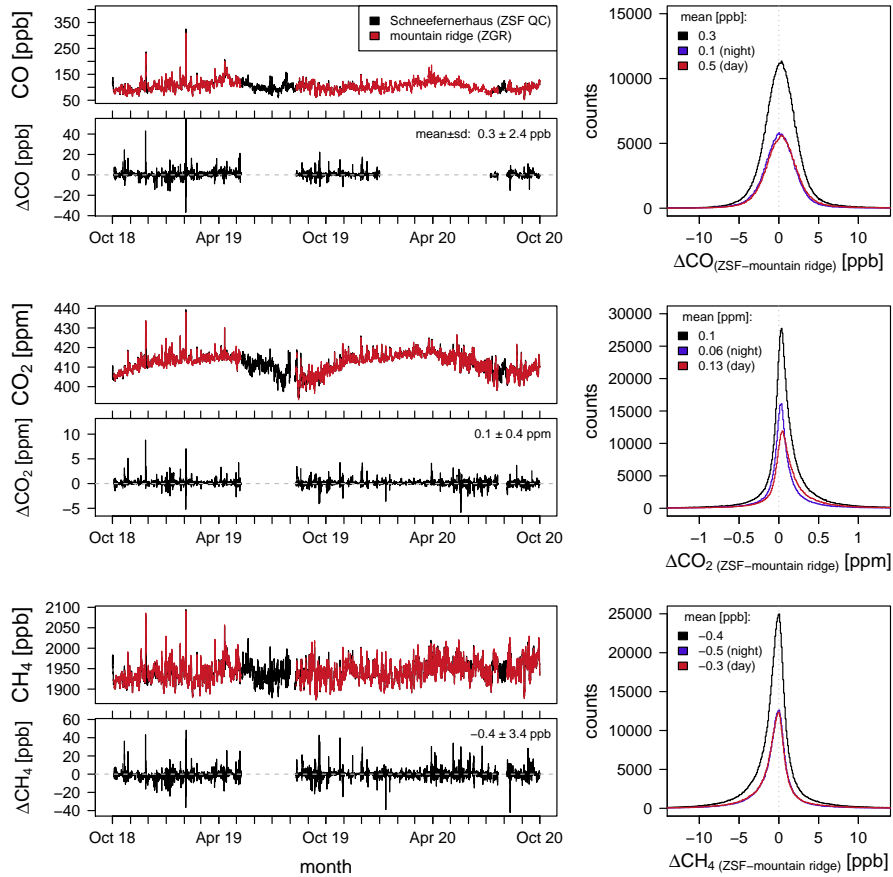 CO [ppb]
350
250
150
50
Schneefernerhaus (ZSF QC)
mountain ridge (ZGR)
ΔCO [ppb]
40
20
0
−20
−40
mean±sd: 0.3 ± 2.4 ppb
Oct 18
Apr 19
Oct 19
Apr 20
Oct 20
counts
15000
10000
5000
0
mean [ppb]:
0.3
0.1 (night)
0.5 (day)
−10
−5
0
5
10
ΔCO(ZSF−mountain ridge) [ppb]
CO2 [ppm]
440
430
420
410
400
ΔCO2 [ppm]
10
5
0
−5
0.1 ± 0.4 ppm
Oct 18
Apr 19
Oct 19
Apr 20
Oct 20
counts
30000
25000
20000
15000
10000
5000
0
mean [ppm]:
0.1
0.06 (night)
0.13 (day)
−1
−0.5
0
0.5
1
ΔCO2 (ZSF−mountain ridge) [ppm]
CH4 [ppb]
2100
2050
2000
1950
1900
ΔCH4 [ppb]
60
40
20
0
−20
−40
−0.4 ± 3.4 ppb
Oct 18
Apr 19
Oct 19
Apr 20
Oct 20
month
counts
25000
20000
15000
10000
5000
0
mean [ppb]:
−0.4
−0.5 (night)
−0.3 (day)
−10
−5
0
5
10
ΔCH4 (ZSF−mountain ridge) [ppb]